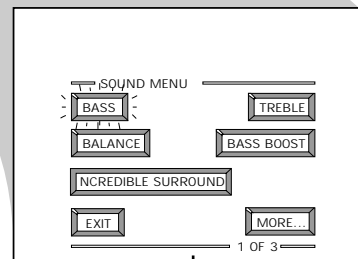 SOUND MENU
BASS TREBLE
BALANCE BASS BOOST
NCREDIBLE SURROUND
EXIT MORE...
1 OF 3